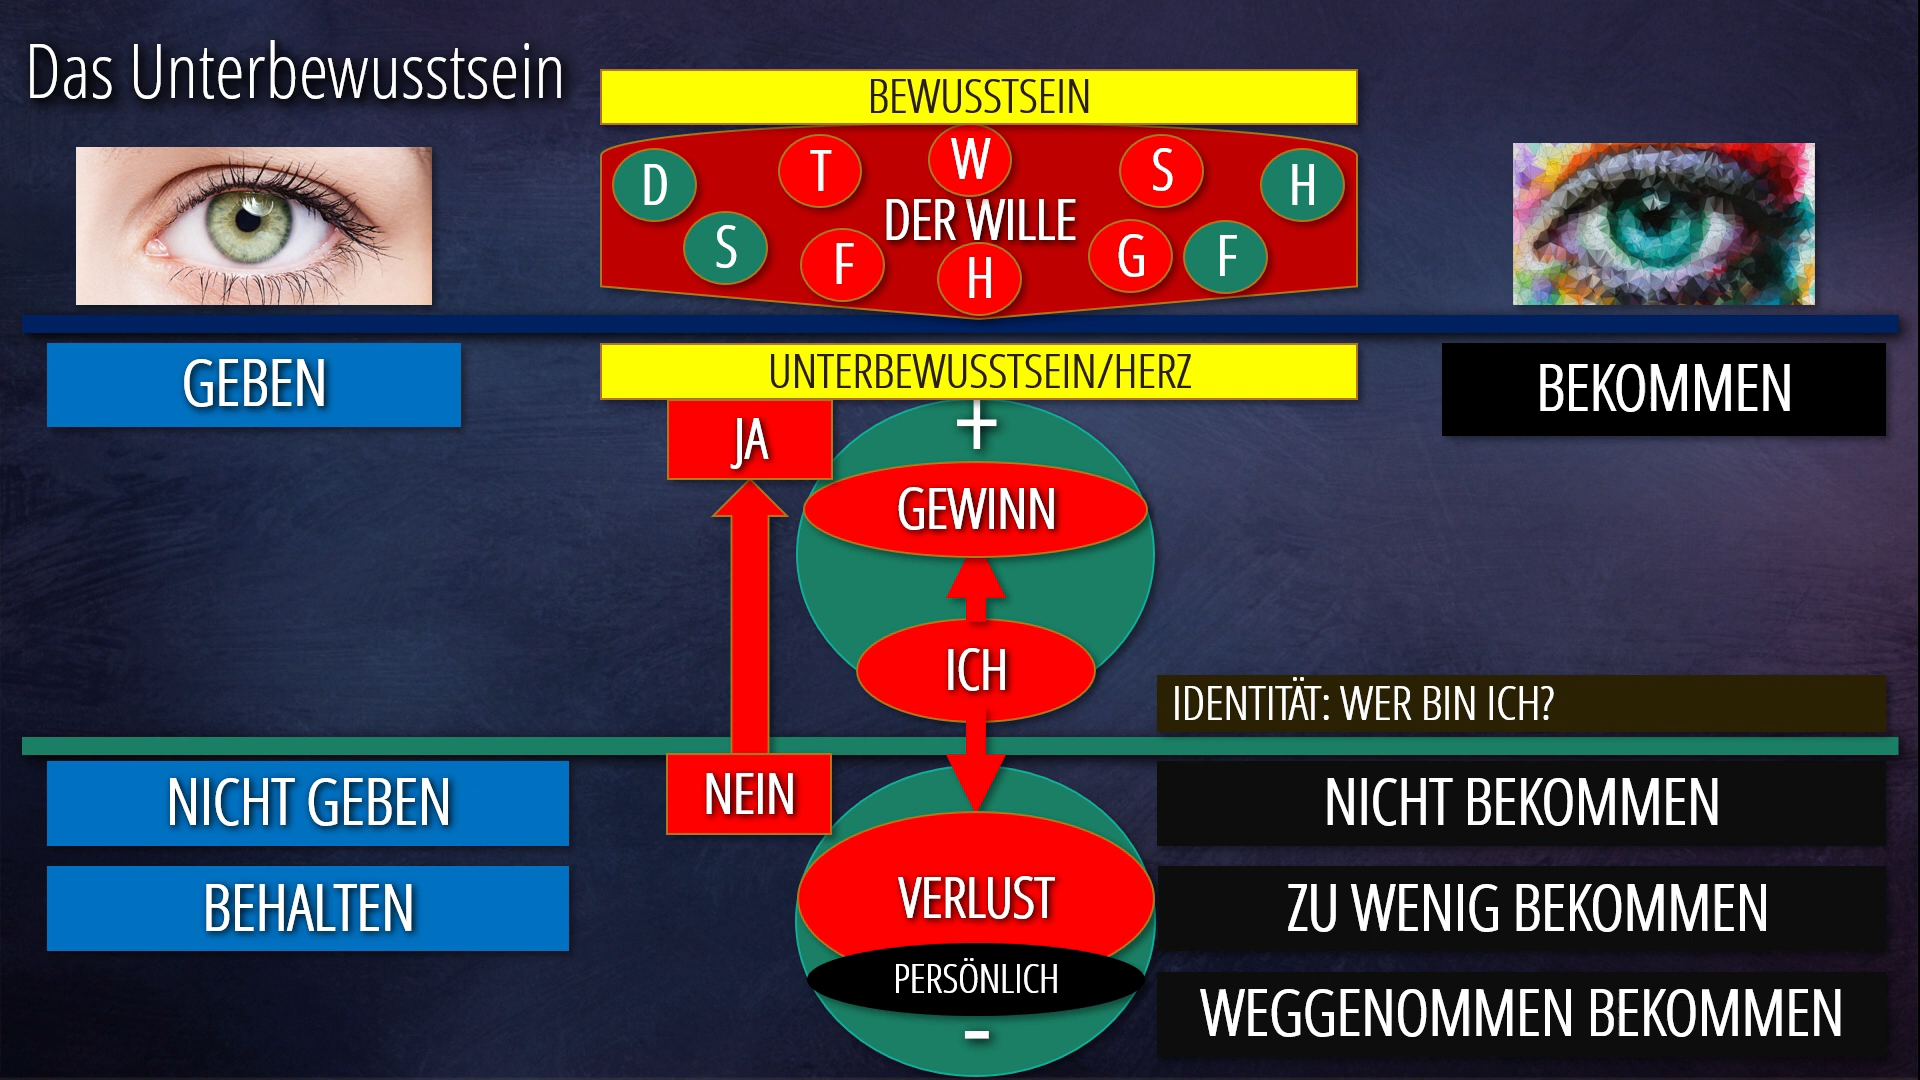 Das Unterbewusstsein
BEWUSSTSEIN
D
T
W
S
H
DER WILLE
S
F
H
G
F
GEBEN
UNTERBEWUSSTSEIN/HERZ
BEKOMMEN
JA
+
GEWINN
ICH
IDENTITÄT: WER BIN ICH?
NICHT GEBEN
NEIN
NICHT BEKOMMEN
BEHALTEN
VERLUST
ZU WENIG BEKOMMEN
PERSÖNLICH
WEGGENOMMEN BEKOMMEN
-